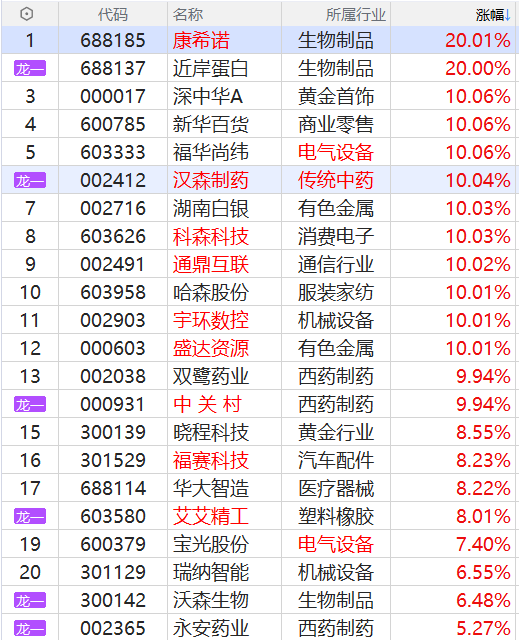 代码 名称 所属行业 涨幅↓
1 688185 康希诺 生物制品 20.01%
龙一 688137 近岸蛋白 生物制品 20.00%
3 000017 深中华A 黄金首饰 10.06%
4 600785 新华百货 商业零售 10.06%
5 603333 福华尚纬 电气设备 10.06%
龙一 002412 汉森制药 传统中药 10.04%
7 002716 湖南白银 有色金属 10.03%
8 603626 科森科技 消费电子 10.03%
9 002491 通鼎互联 通信行业 10.02%
10 603958 哈森股份 服装家纺 10.01%
11 002903 宇环数控 机械设备 10.01%
12 000603 盛达资源 有色金属 10.01%
13 002038 双鹭药业 西药制药 9.94%
龙一 000931 中 关 村 西药制药 9.94%
15 300139 晓程科技 黄金行业 8.55%
16 301529 福赛科技 汽车配件 8.23%
17 688114 华大智造 医疗器械 8.22%
龙一 603580 艾艾精工 塑料橡胶 8.01%
19 600379 宝光股份 电气设备 7.40%
20 301129 瑞纳智能 机械设备 6.55%
龙一 300142 沃森生物 生物制品 6.48%
龙一 002365 永安药业 西药制药 5.27%